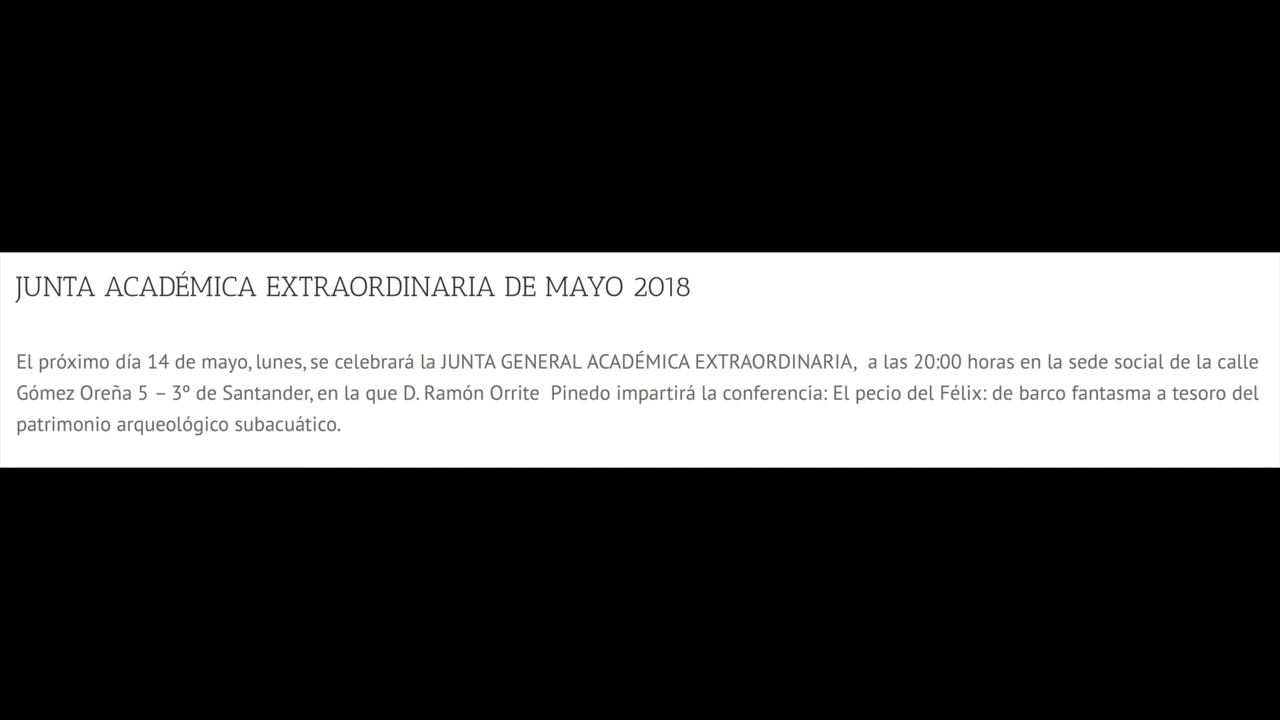 JUNTA ACADÉMICA EXTRAORDINARIA DE MAYO 2018
El próximo día 14 de mayo, lunes, se celebrará la JUNTA GENERAL ACADÉMICA EXTRAORDINARIA, a las 20:00 horas en la sede social de la calle
Gómez Oreña 5 – 3º de Santander, en la que D. Ramón Orrite Pinedo impartirá la conferencia: El pecio del Félix: de barco fantasma a tesoro del
patrimonio arqueológico subacuático.